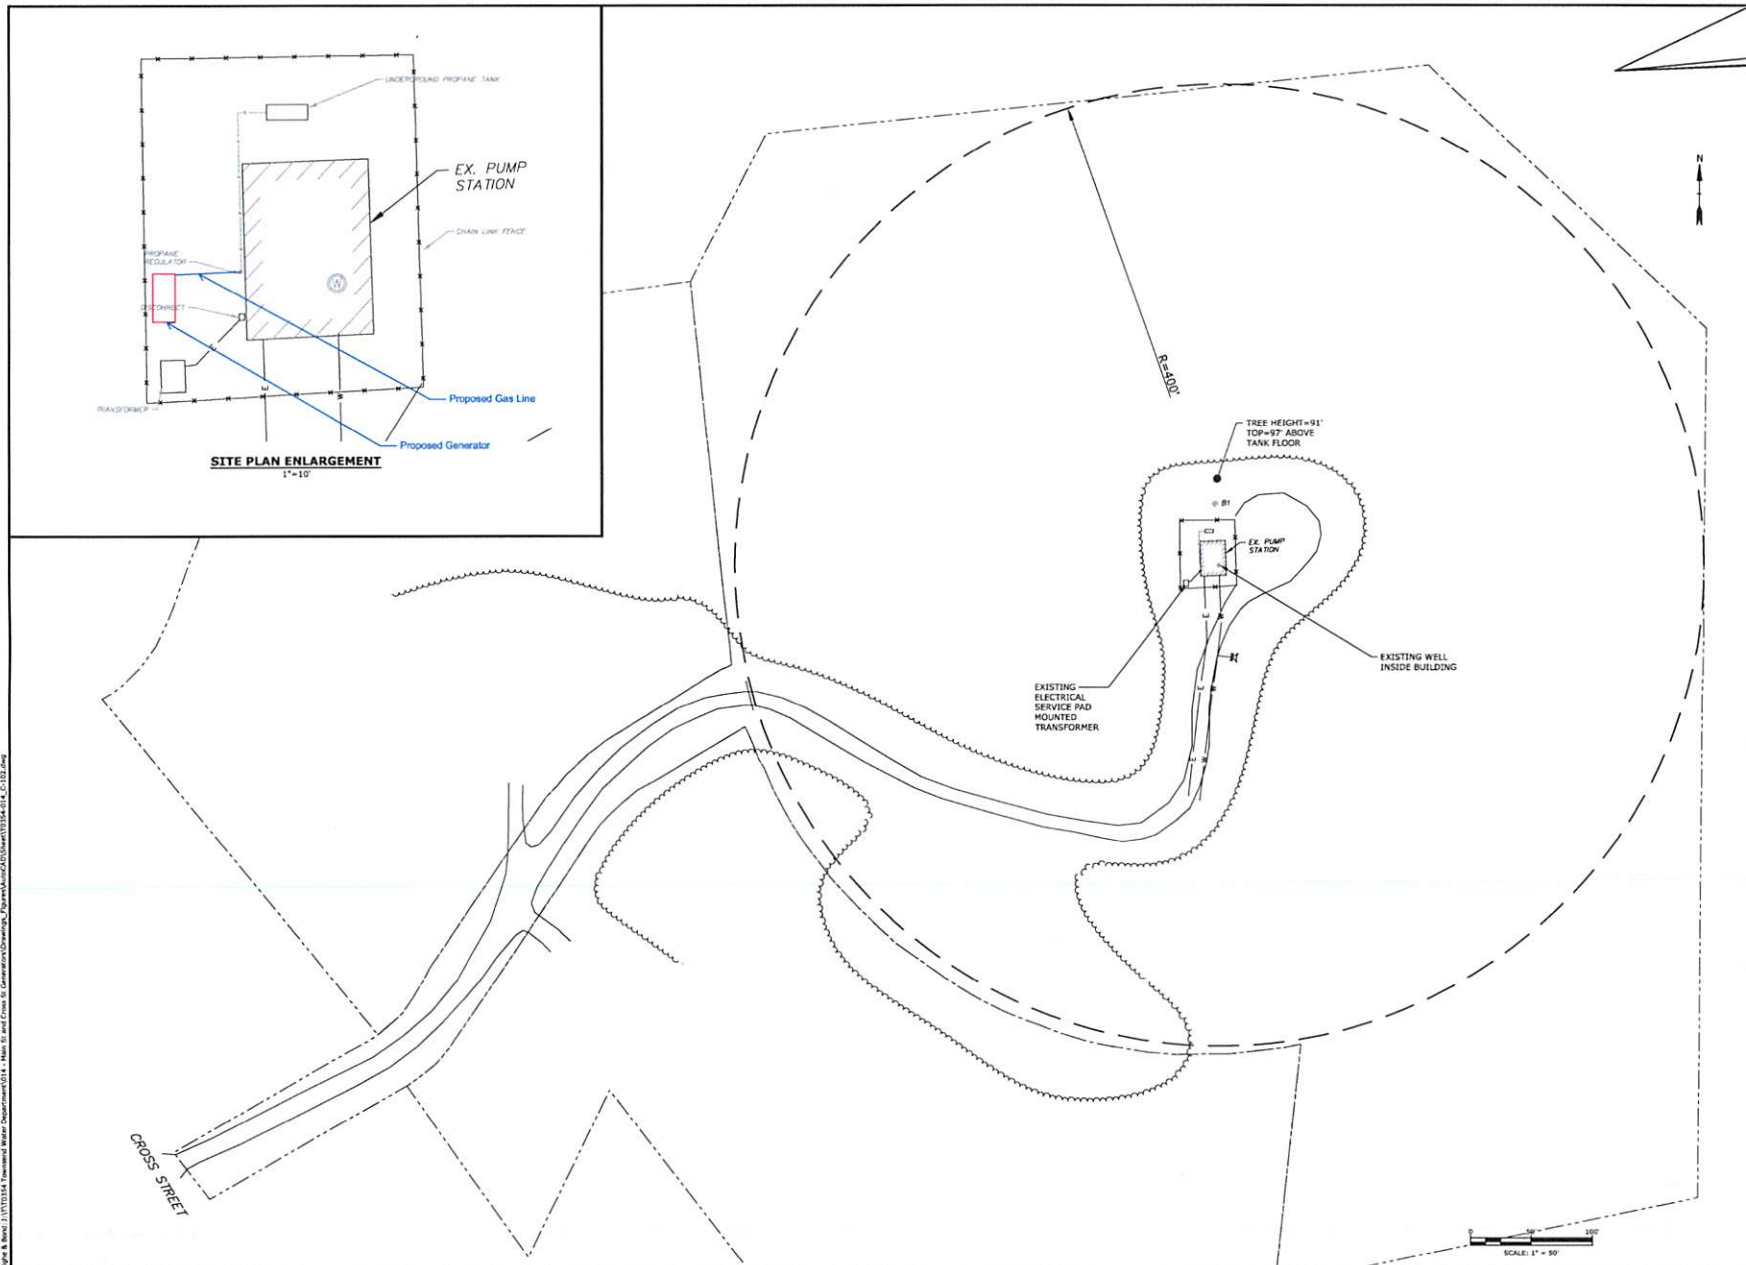 UNDERGROUND PROPANE TANK
EX. PUMP
STATION
CHAIN LINK FENCE
PROPANE
REGULATOR
W
DISCONNECT
E
E
W
TRANSFORMER
Proposed Gas Line
Proposed Generator
SITE PLAN ENLARGEMENT
1"=10'
N
R=400'
TREE HEIGHT=91'
TOP=97' ABOVE
TANK FLOOR
B1
EX. PUMP
STATION
E
W
EXISTING WELL
INSIDE BUILDING
E
W
EXISTING
ELECTRICAL
SERVICE PAD
MOUNTED
TRANSFORMER
E
W
CROSS STREET
0 50' 100'
SCALE: 1" = 50'